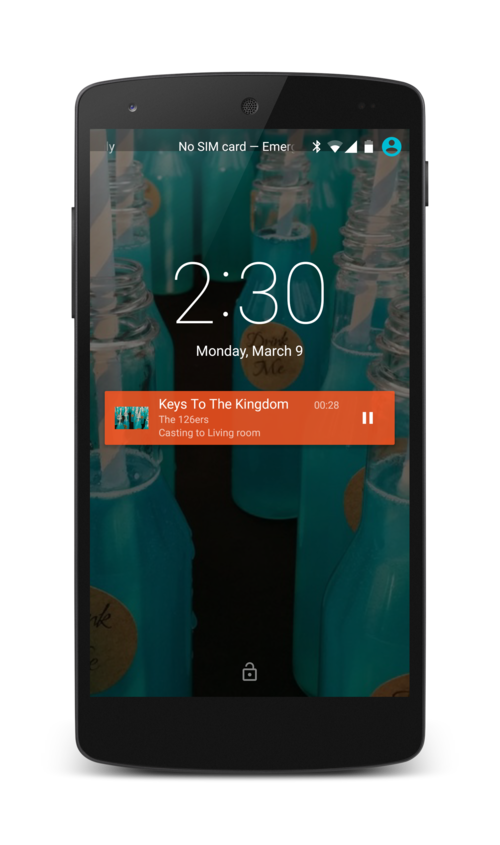 ly No SIM card — Emerg
2:30
Monday, March 9
Keys To The Kingdom 00:28
The 126ers
Casting to Living room
Drink
Me